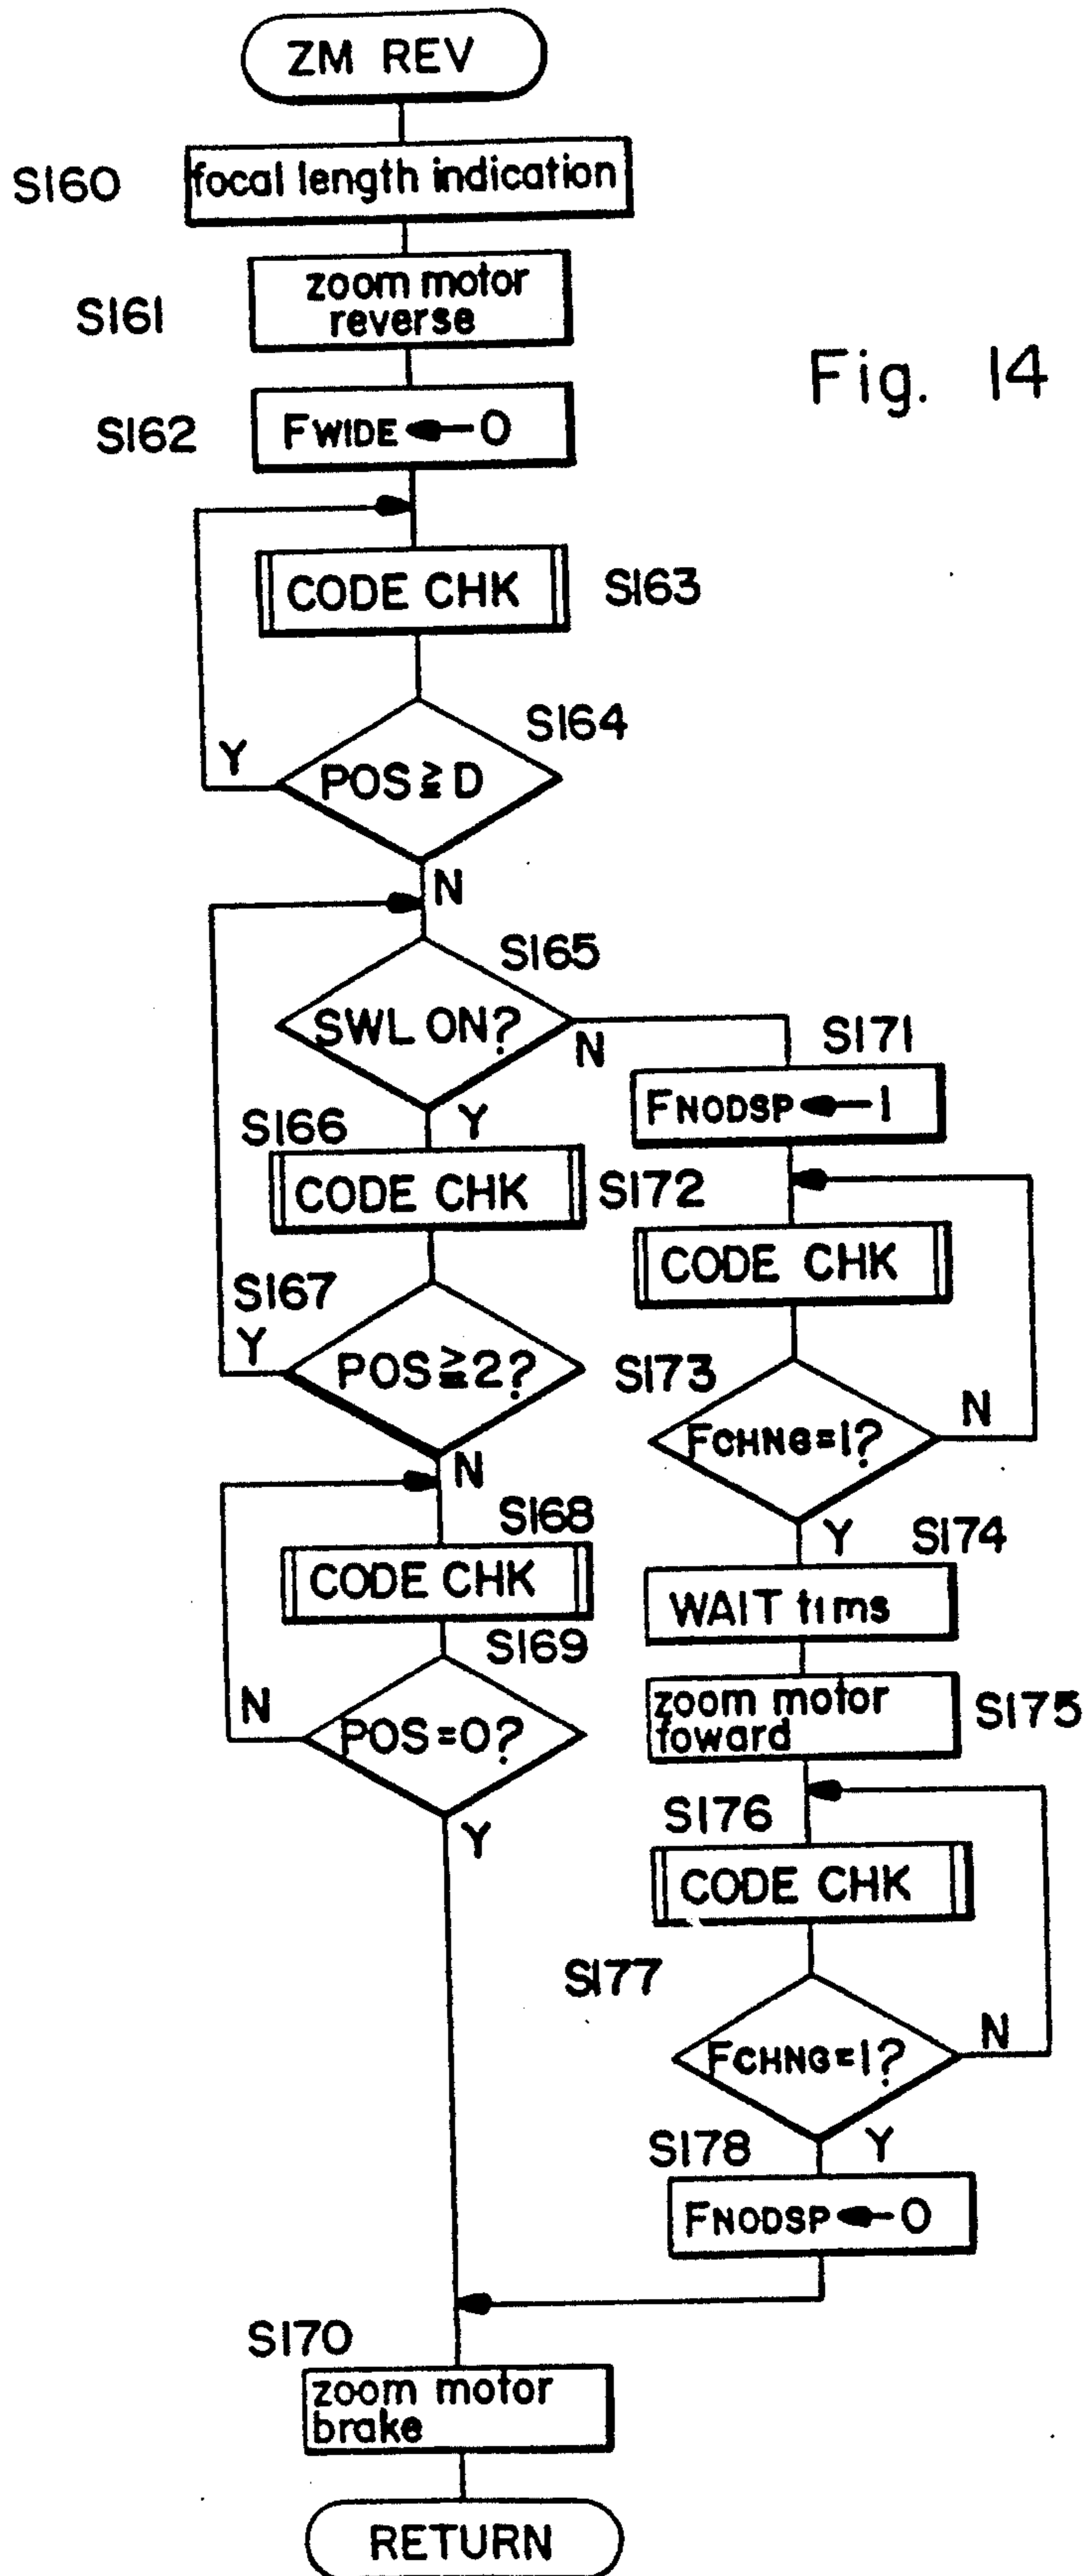 ZM REV
S160
focal length indication
S161
zoom motor
reverse
Fig. 14
S162
FWIDE ← 0
CODE CHK
S163
S164
Y
POS ≧ D
N
S165
SWL ON?
N
S171
FNODSP ← 1
Y
S166
CODE CHK
S172
CODE CHK
S167
Y
POS ≧ 2?
S173
FCHNG=1?
N
N
S168
CODE CHK
Y
S174
WAIT t1 ms
S169
N
POS=0?
zoom motor
foward
S175
Y
S176
CODE CHK
S177
FCHNG=1?
N
S178
Y
FNODSP ← 0
S170
zoom motor
brake
RETURN